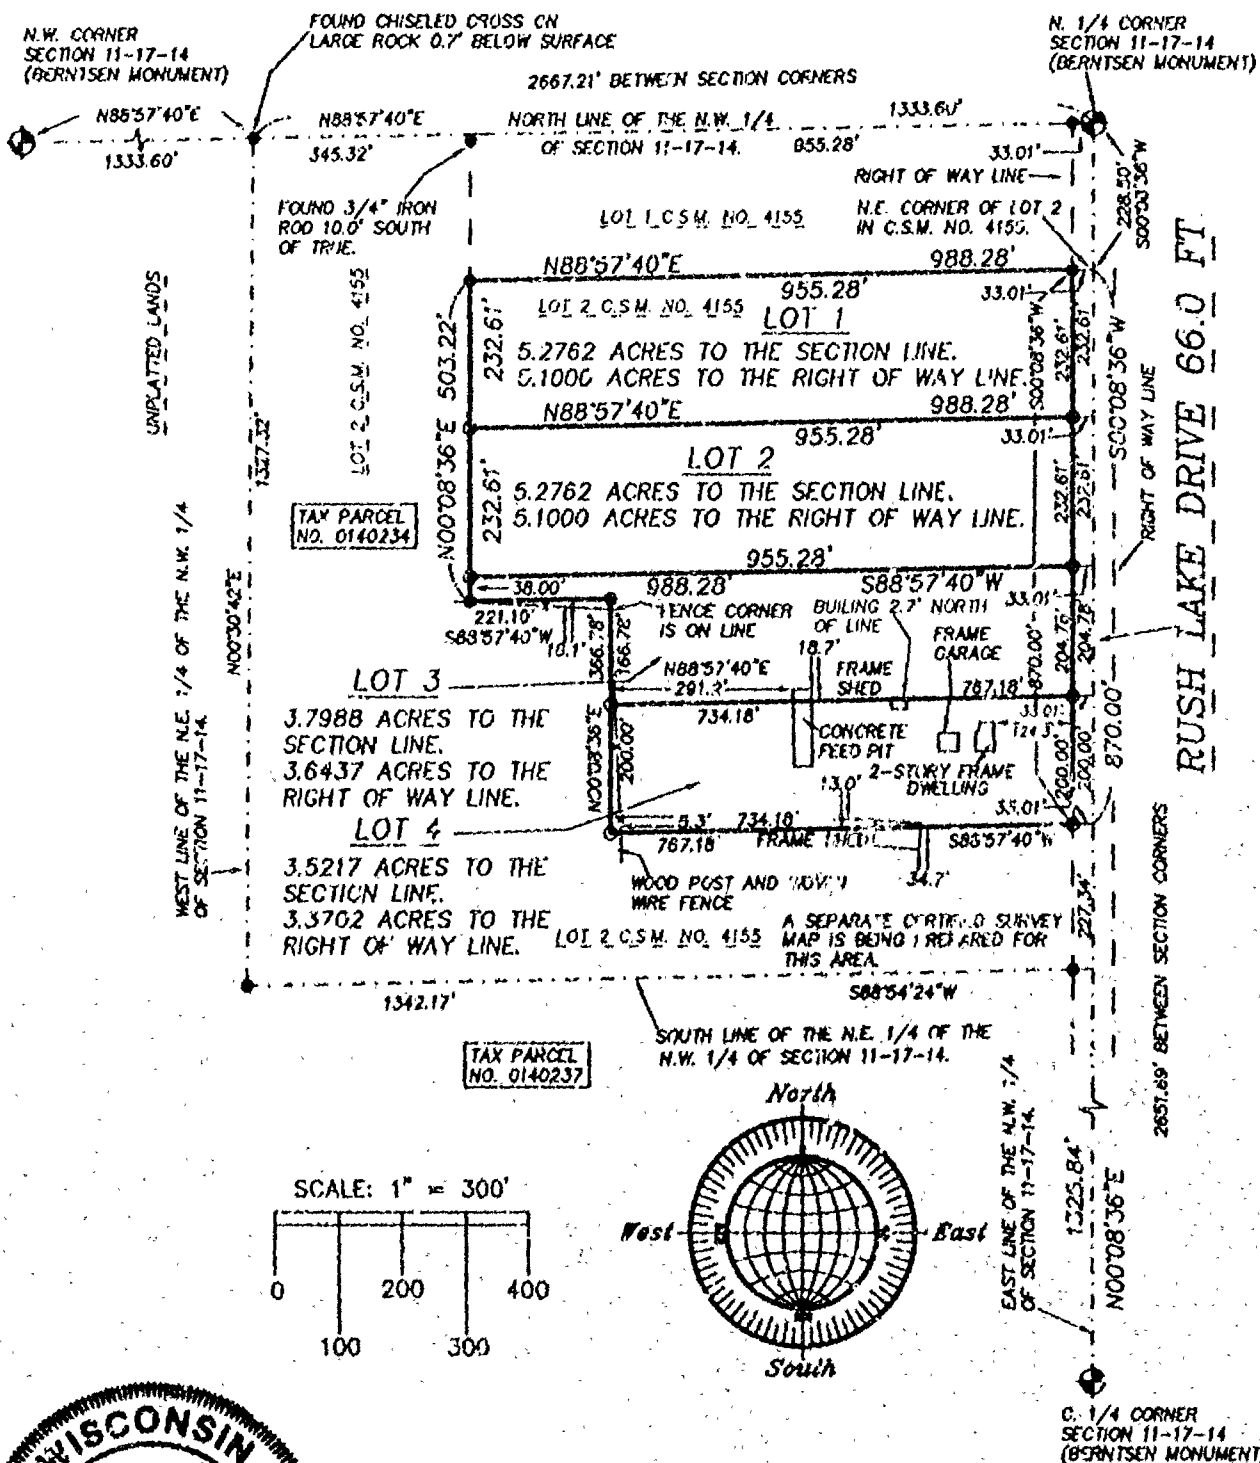 N.W. CORNER
SECTION 11-17-14
(BERNTSEN MONUMENT)
FOUND CHISELED CROSS ON
LARGE ROCK 0.7' BELOW SURFACE
N. 1/4 CORNER
SECTION 11-17-14
(BERNTSEN MONUMENT)
2667.21' BETWEEN SECTION CORNERS
N88°57'40"E
1333.60'
N88°57'40"E
345.32'
NORTH LINE OF THE N.W. 1/4
OF SECTION 11-17-14.
1333.60'
955.28'
33.01'
RIGHT OF WAY LINE
228.50'
S00°08'36"W
FOUND 3/4" IRON
ROD 10.0' SOUTH
OF TRUE.
LOT 1 C.S.M. NO. 4155
N.E. CORNER OF LOT 2
IN C.S.M. NO. 4155.
N88°57'40"E
988.28'
955.28'
33.01'
LOT 2 C.S.M. NO. 4155
LOT 1
5.2762 ACRES TO THE SECTION LINE.
5.1000 ACRES TO THE RIGHT OF WAY LINE.
UNPLATTED LANDS
LOT 2 C.S.M. NO. 4155
1327.32'
N00°08'36"E 503.22'
232.61'
S00°08'36"W
232.61'
232.61'
S00°08'36"W
RIGHT OF WAY LINE
RUSH LAKE DRIVE 66.0 FT
N88°57'40"E
988.28'
955.28'
33.01'
LOT 2
5.2762 ACRES TO THE SECTION LINE.
5.1000 ACRES TO THE RIGHT OF WAY LINE.
232.61'
232.61'
232.61'
TAX PARCEL
NO. 0140234
955.28'
38.00'
988.28'
S88°57'40"W
33.01'
221.10'
S88°57'40"W
FENCE CORNER
IS ON LINE
BUILING 2.7' NORTH
OF LINE
18.7'
FRAME
SHED
FRAME
GARAGE
366.78'
166.78'
N88°57'40"E
291.3'
767.18'
734.18'
870.00'
204.78'
204.78'
33.01'
WEST LINE OF THE N.E. 1/4 OF THE N.W. 1/4
OF SECTION 11-17-14.
N00°30'42"E
LOT 3
3.7988 ACRES TO THE
SECTION LINE.
3.6437 ACRES TO THE
RIGHT OF WAY LINE.
N00°08'36"E
200.00'
CONCRETE
FEED PIT
2-STORY FRAME
DWELLING
13.0'
200.00'
200.00'
870.00'
LOT 4
3.5217 ACRES TO THE
SECTION LINE.
3.3702 ACRES TO THE
RIGHT OF WAY LINE.
734.18'
33.01'
767.18'
S88°57'40"W
34.7'
WOOD POST AND WOVEN
WIRE FENCE
LOT 2 C.S.M. NO. 4155
A SEPARATE CERTIFIED SURVEY
MAP IS BEING PREPARED FOR
THIS AREA.
227.34'
2651.69' BETWEEN SECTION CORNERS
1342.17'
S88°54'24"W
SOUTH LINE OF THE N.E. 1/4 OF THE
N.W. 1/4 OF SECTION 11-17-14.
TAX PARCEL
NO. 0140237
EAST LINE OF THE N.W. 1/4
OF SECTION 11-17-14.
1325.84'
N00°08'36"E
SCALE: 1" = 300'
0
200
400
100
300
North
West
East
South
C. 1/4 CORNER
SECTION 11-17-14
(BERNTSEN MONUMENT
WISCONSIN